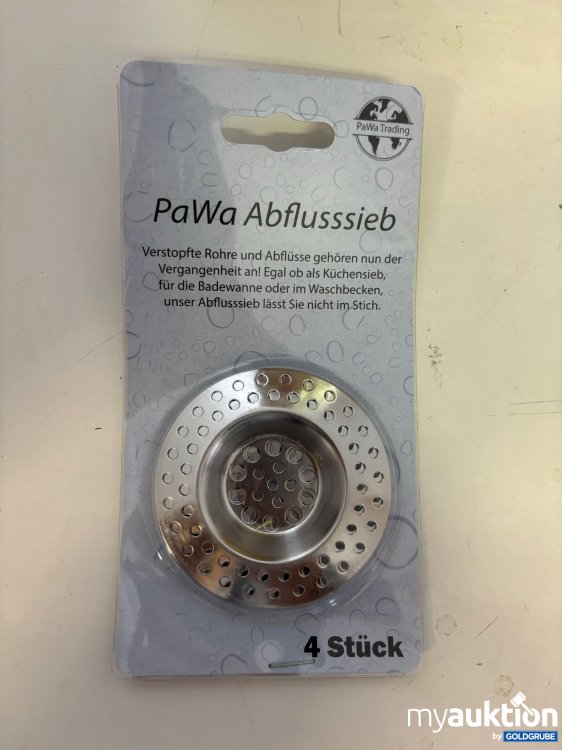 PaWa Trading
PaWa Abflusssieb
Verstopfte Rohre und Abflüsse gehören nun der
Vergangenheit an! Egal ob als Küchensieb,
für die Badewanne oder im Waschbecken,
unser Abflusssieb lässt Sie nicht im Stich.
4 Stück
myauktion
by GOLDGRUBE